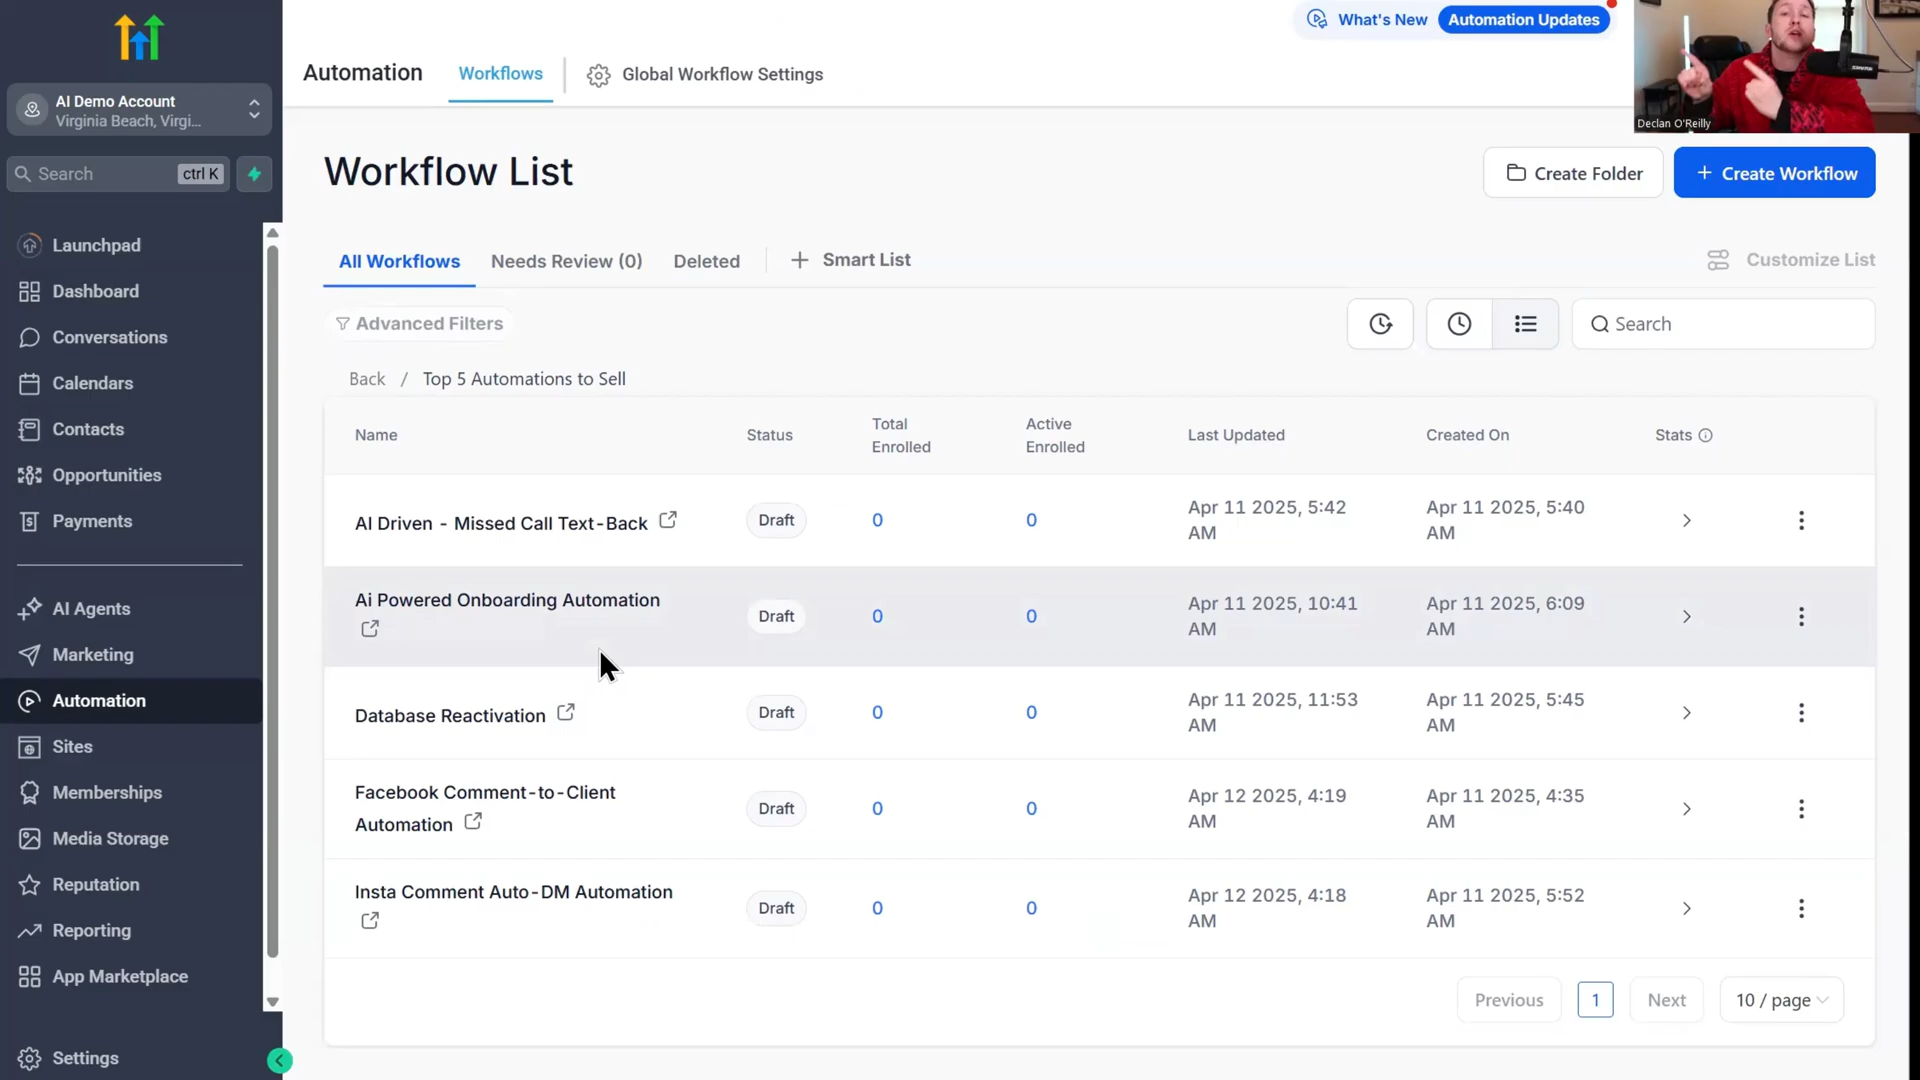 What's New
Automation Updates
Automation
Workflows
Global Workflow Settings
Declan O'Reilly
AI Demo Account
Virginia Beach, Virgi...
Search
ctrl K
Launchpad
Dashboard
Conversations
Calendars
Contacts
Opportunities
Payments
AI Agents
Marketing
Automation
Sites
Memberships
Media Storage
Reputation
Reporting
App Marketplace
Settings
Workflow List
Create Folder
+ Create Workflow
All Workflows
Needs Review (0)
Deleted
+ Smart List
Customize List
Advanced Filters
Search
Back / Top 5 Automations to Sell
Name
Status
Total
Enrolled
Active
Enrolled
Last Updated
Created On
Stats
AI Driven - Missed Call Text-Back
Draft
0
0
Apr 11 2025, 5:42
AM
Apr 11 2025, 5:40
AM
Ai Powered Onboarding Automation
Draft
0
0
Apr 11 2025, 10:41
AM
Apr 11 2025, 6:09
AM
Database Reactivation
Draft
0
0
Apr 11 2025, 11:53
AM
Apr 11 2025, 5:45
AM
Facebook Comment-to-Client
Automation
Draft
0
0
Apr 12 2025, 4:19
AM
Apr 11 2025, 4:35
AM
Insta Comment Auto-DM Automation
Draft
0
0
Apr 12 2025, 4:18
AM
Apr 11 2025, 5:52
AM
Previous
1
Next
10 / page